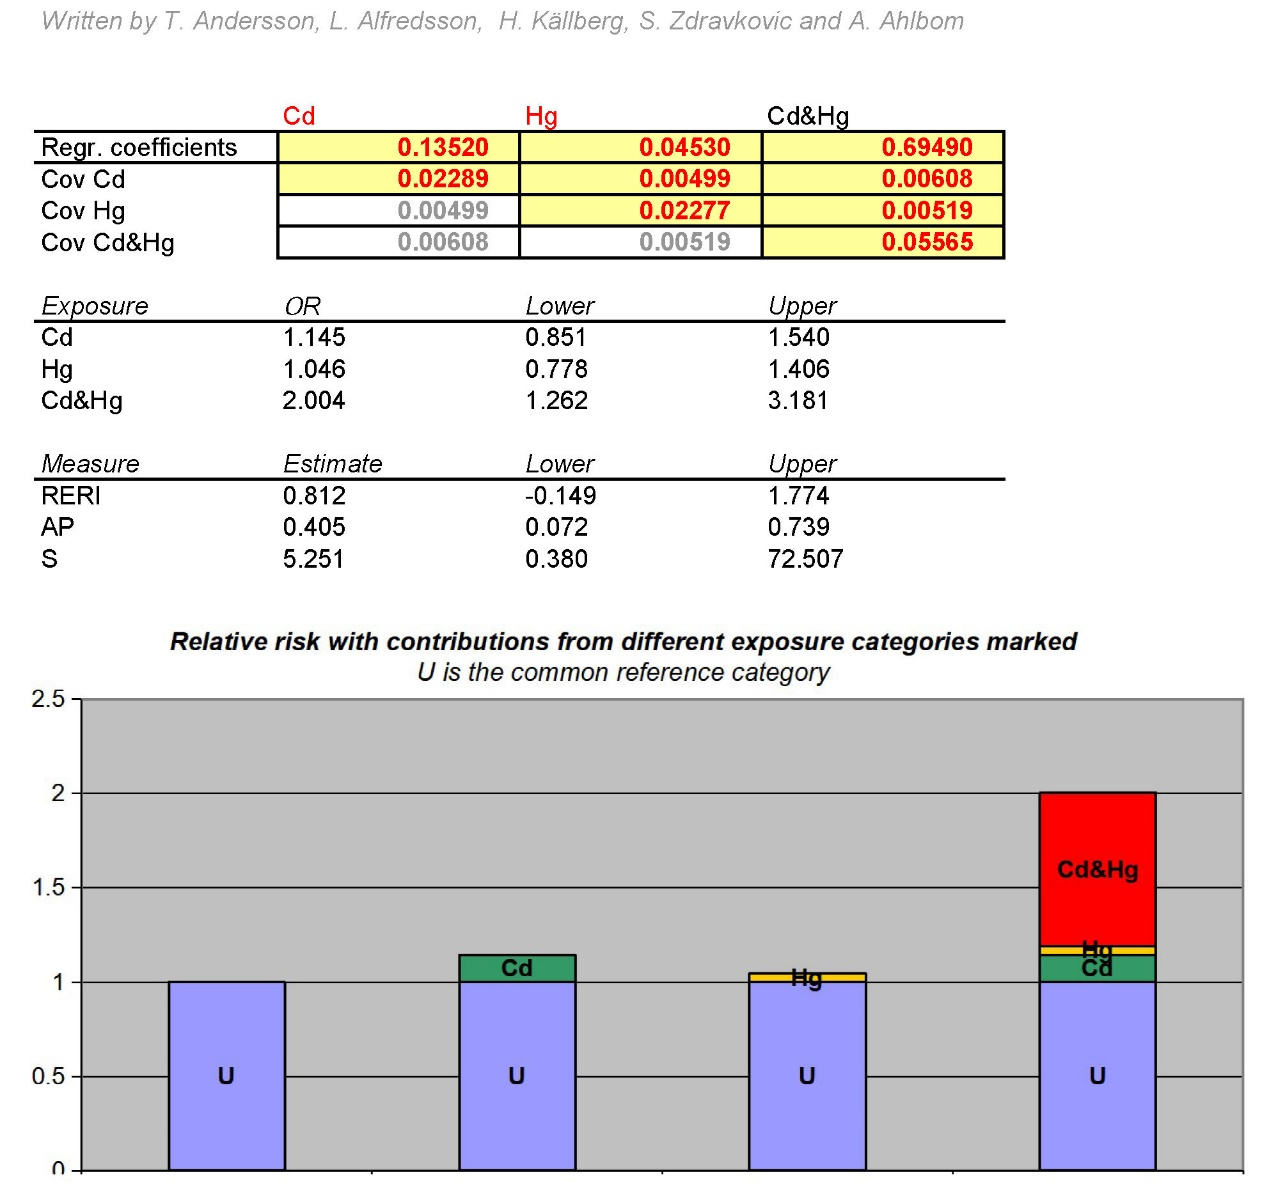 Written by T. Andersson, L. Alfredsson, H. Källberg, S. Zdravkovic and A. Ahlbom
Cd Hg Cd&Hg
Regr. coefficients 0.13520 0.04530 0.69490
Cov Cd 0.02289 0.00499 0.00608
Cov Hg 0.00499 0.02277 0.00519
Cov Cd&Hg 0.00608 0.00519 0.05565
Exposure OR Lower Upper
Cd 1.145 0.851 1.540
Hg 1.046 0.778 1.406
Cd&Hg 2.004 1.262 3.181
Measure Estimate Lower Upper
RERI 0.812 -0.149 1.774
AP 0.405 0.072 0.739
S 5.251 0.380 72.507
Relative risk with contributions from different exposure categories marked
U is the common reference category
2.5
2
1.5
Cd&Hg
Hg
Cd Cd
1 Hg
0.5 U U U U
0